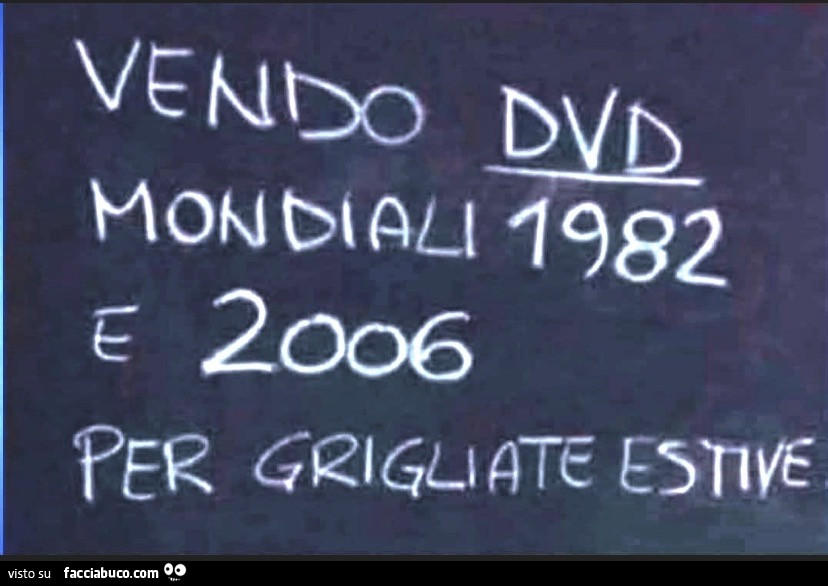 VENDO DVD
MONDIALI 1982
E 2006
PER GRIGLIATE ESTIVE.
visto su facciabuco.com